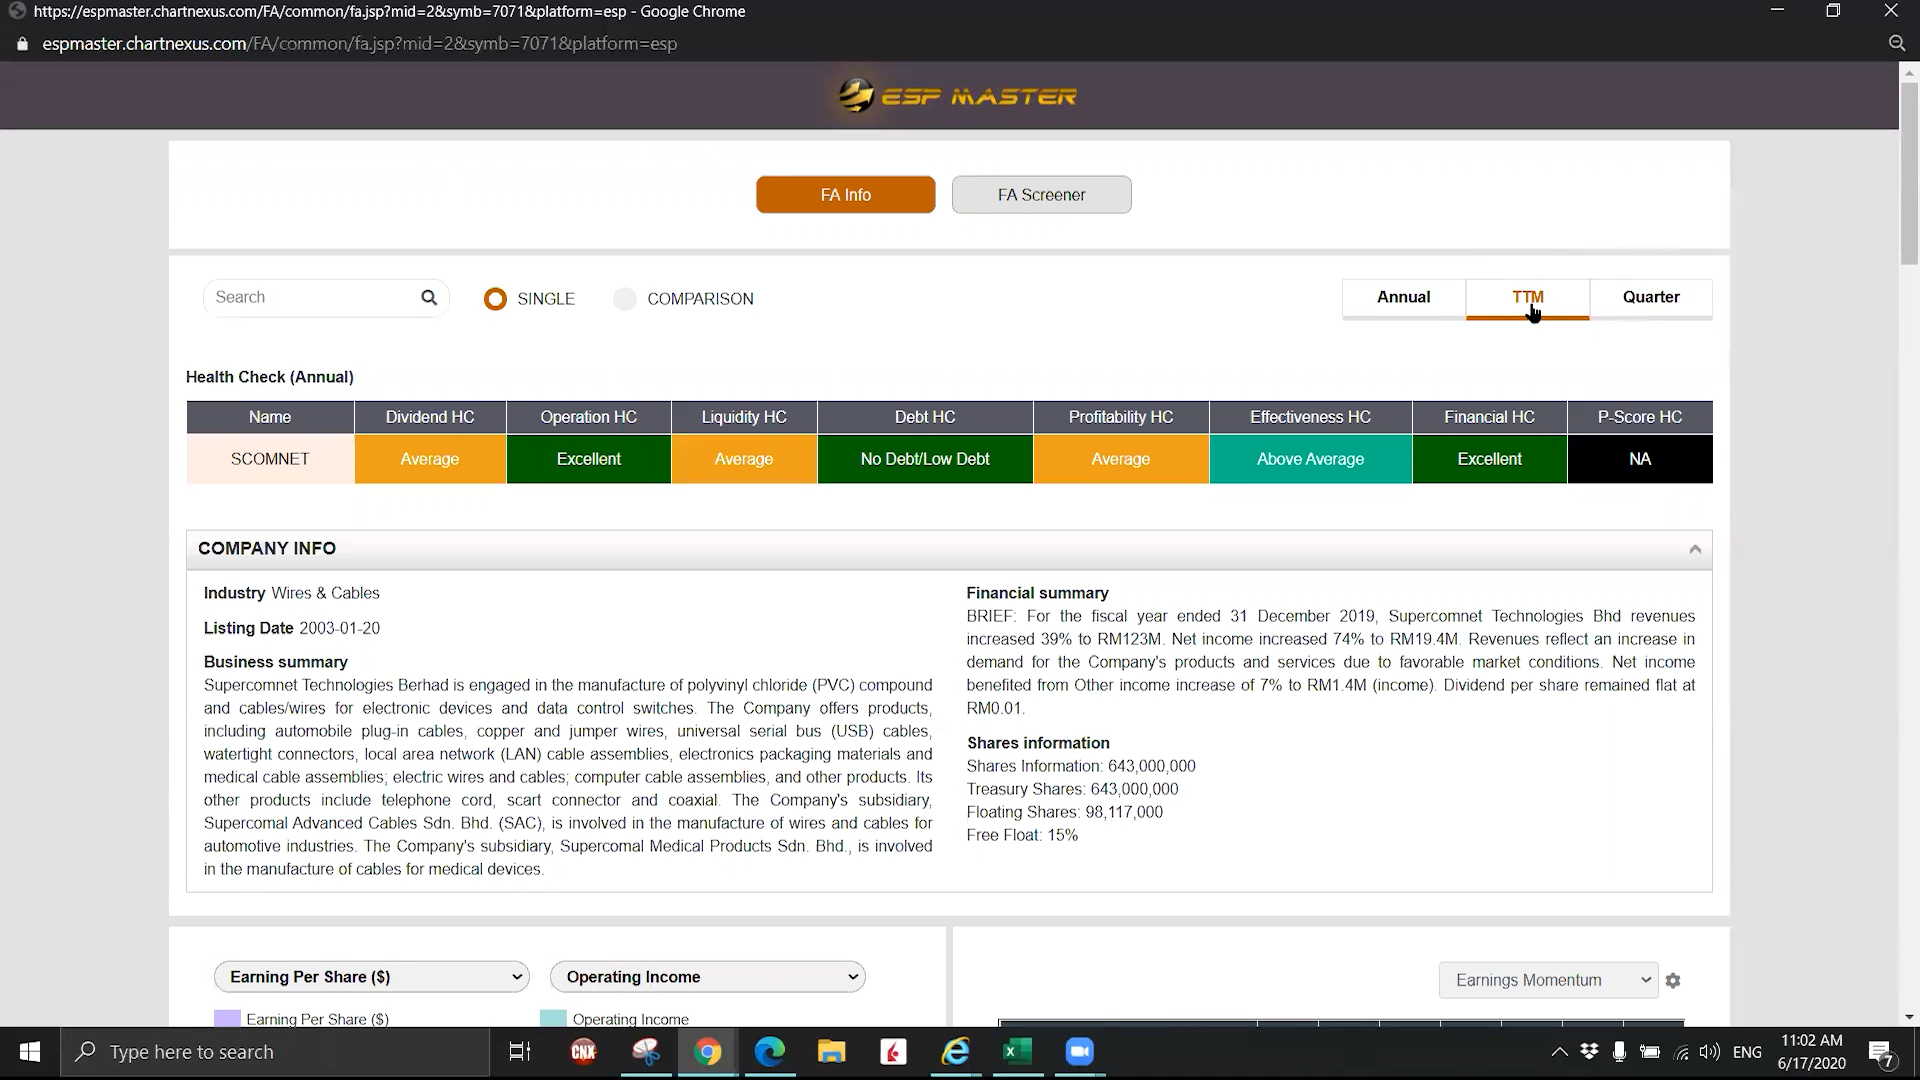 https://espmaster.chartnexus.com/FA/common/fa.jsp?mid=2&symb=7071&platform=esp - Google Chrome
espmaster.chartnexus.com/FA/common/fa.jsp?mid=2&symb=7071&platform=esp
ESP MASTER
FA Info FA Screener
Search SINGLE COMPARISON Annual TTM Quarter
Health Check (Annual)
Name Dividend HC Operation HC Liquidity HC Debt HC Profitability HC Effectiveness HC Financial HC P-Score HC
SCOMNET Average Excellent Average No Debt/Low Debt Average Above Average Excellent NA
COMPANY INFO
Industry Wires & Cables
Listing Date 2003-01-20
Business summary
Supercomnet Technologies Berhad is engaged in the manufacture of polyvinyl chloride (PVC) compound
and cables/wires for electronic devices and data control switches. The Company offers products,
including automobile plug-in cables, copper and jumper wires, universal serial bus (USB) cables,
watertight connectors, local area network (LAN) cable assemblies, electronics packaging materials and
medical cable assemblies; electric wires and cables; computer cable assemblies, and other products. Its
other products include telephone cord, scart connector and coaxial. The Company's subsidiary,
Supercomal Advanced Cables Sdn. Bhd. (SAC), is involved in the manufacture of wires and cables for
automotive industries. The Company's subsidiary, Supercomal Medical Products Sdn. Bhd., is involved
in the manufacture of cables for medical devices.
Financial summary
BRIEF: For the fiscal year ended 31 December 2019, Supercomnet Technologies Bhd revenues
increased 39% to RM123M. Net income increased 74% to RM19.4M. Revenues reflect an increase in
demand for the Company's products and services due to favorable market conditions. Net income
benefited from Other income increase of 7% to RM1.4M (income). Dividend per share remained flat at
RM0.01.
Shares information
Shares Information: 643,000,000
Treasury Shares: 643,000,000
Floating Shares: 98,117,000
Free Float: 15%
Earning Per Share ($) Operating Income
Earning Per Share ($) Operating Income
Earnings Momentum
Type here to search
CNX
ENG
11:02 AM
6/17/2020
7